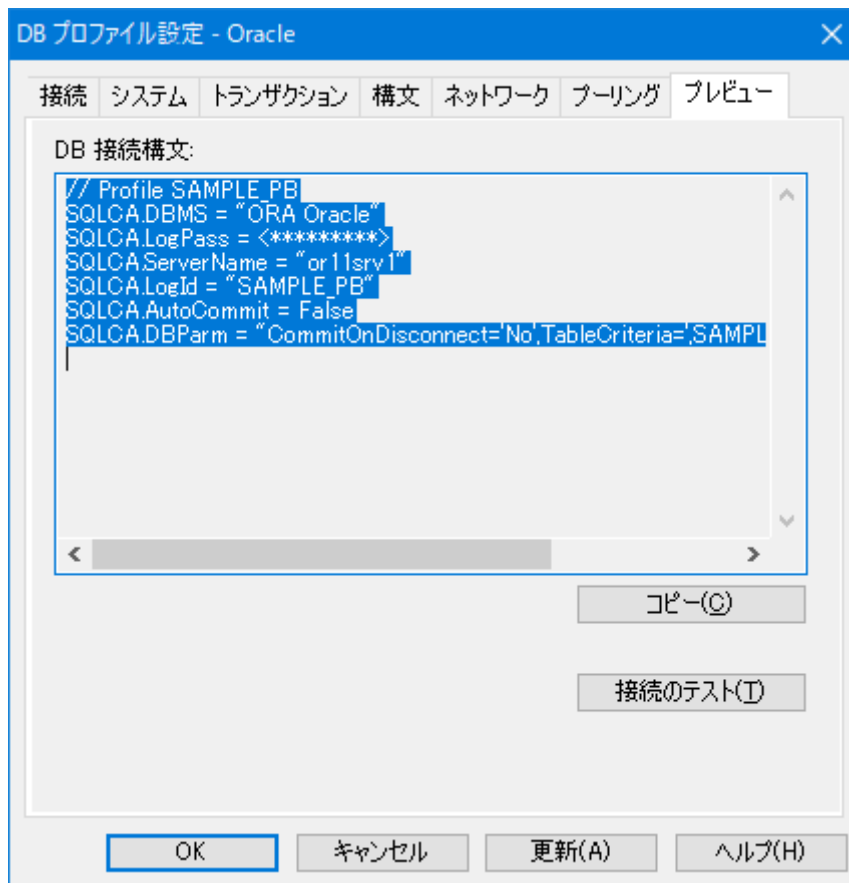 DB プロファイル設定 - Oracle
接続 システム トランザクション 構文 ネットワーク プーリング プレビュー
DB 接続構文:
// Profile SAMPLE_PB
SQLCA.DBMS = "ORA Oracle"
SQLCA.LogPass = <*********>
SQLCA.ServerName = "or11srv1"
SQLCA.LogId = "SAMPLE_PB"
SQLCA.AutoCommit = False
SQLCA.DBParm = "CommitOnDisconnect='No',TableCriteria=',SAMPL
コピー(C)
接続のテスト(T)
OK キャンセル 更新(A) ヘルプ(H)